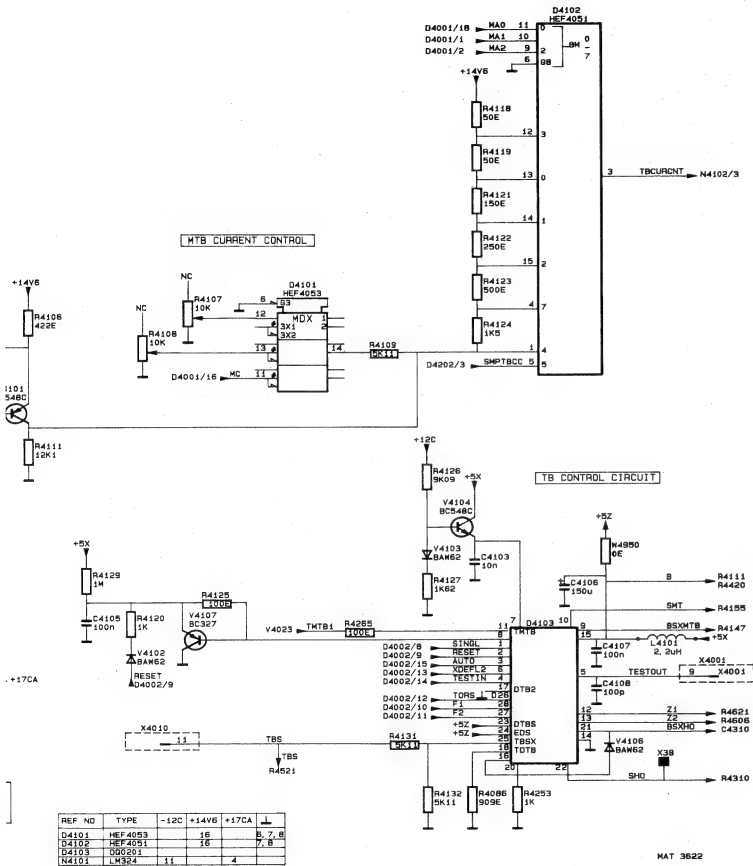 D4102
HEF4051
D4001/18 MA0 11 0
D4001/1 MA1 10
D4001/2 MA2 9 2
6 G8
8M 0
7
+14V6
R4118
50E
12 3
R4119
50E
13 0
3 TBCURCNT N4102/3
R4121
150E
14 1
R4122
250E
15 2
R4123
500E
4 7
R4124
1K5
1 4
D4202/3 SMPTBCC 5 5
MTB CURRENT CONTROL
+14V6
R4106
422E
NC
R4107
10K
NC
R4108
10K
D4101
HEF4053
6 G3
MDX 1
2
12
3X1
3X2
13
14
R4109
5K11
D4001/16 MC 11
101
548C
R4111
12K1
TB CONTROL CIRCUIT
+12C
R4126
9K09
+5X
V4104
BC548C
V4103
BAW62
C4103
10n
R4127
1K62
+5Z
W4950
0E
C4106
150u
+5X
R4129
1M
R4125
100E
C4105
100n
R4120
1K
V4107
BC327
V4102
BAW62
RESET
D4002/9
V4023 TMTB1
R4265
100E
7 D4103 10
11 TMTB
8
D4002/8 SINGL 1
D4002/9 RESET 2
D4002/15 AUTO 3
D4002/13 XDEFL2 6
D4002/14 TESTIN 4
17 DTB2
D4002/12 TORS 26
D4002/10 F1 28
D4002/11 F2 27
+5Z 23 DTBS
+5Z 24 EDS
25 TBSX
18 TDTB
16
20
22
B R4111
R4420
SMT R4155
9 BSXMTB R4147
15
C4107
100n
L4101
2,2uH
+5X
5 TESTOUT 9 X4001
X4001
C4108
100p
12 Z1 R4621
13 Z2 R4606
21 BSXHO C4310
14
V4106
BAW62
X38
SHO R4310
.+17CA
X4010
11 TBS
TBS
R4521
R4131
5K11
R4132
5K11
R4086
909E
R4253
1K
REF NO TYPE -12C +14V6 +17CA
D4101 HEF4053 16 6,7,8
D4102 HEF4051 16 7,8
D4103 OQ0201
N4101 LM324 11 4
MAT 3622